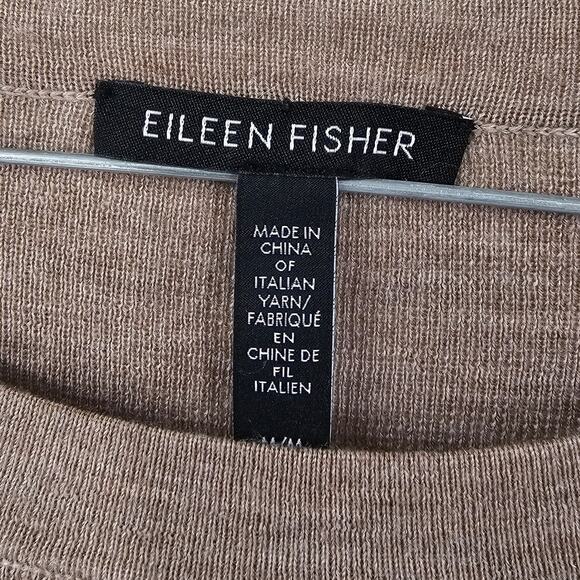 EILEEN FISHER
MADE IN
CHINA
OF
ITALIAN
YARN/
FABRIQUÉ
EN
CHINE DE
FIL
ITALIEN
M/M